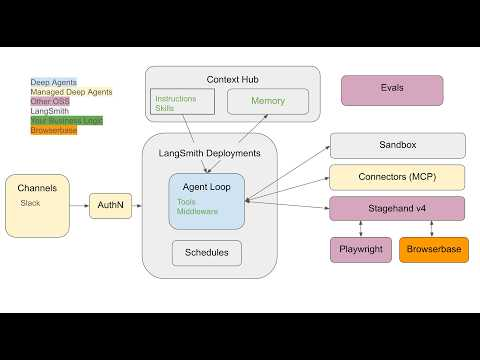 Deep Agents
Managed Deep Agents
Other OSS
LangSmith
Your Business Logic
Browserbase
Context Hub
Instructions
Skills
Memory
Evals
LangSmith Deployments
Agent Loop
Tools
Middleware
Schedules
Channels
Slack
AuthN
Sandbox
Connectors (MCP)
Stagehand v4
Playwright
Browserbase